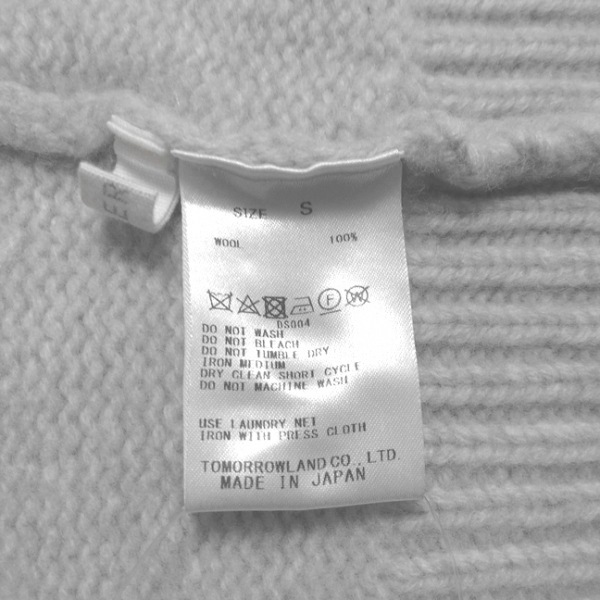 ER
SIZE S
WOOL 100%
F W
DS004
DO NOT WASH
DO NOT BLEACH
DO NOT TUMBLE DRY
IRON MEDIUM
DRY CLEAN SHORT CYCLE
DO NOT MACHINE WASH
USE LAUNDRY NET
IRON WITH PRESS CLOTH
TOMORROWLAND CO., LTD.
MADE IN JAPAN